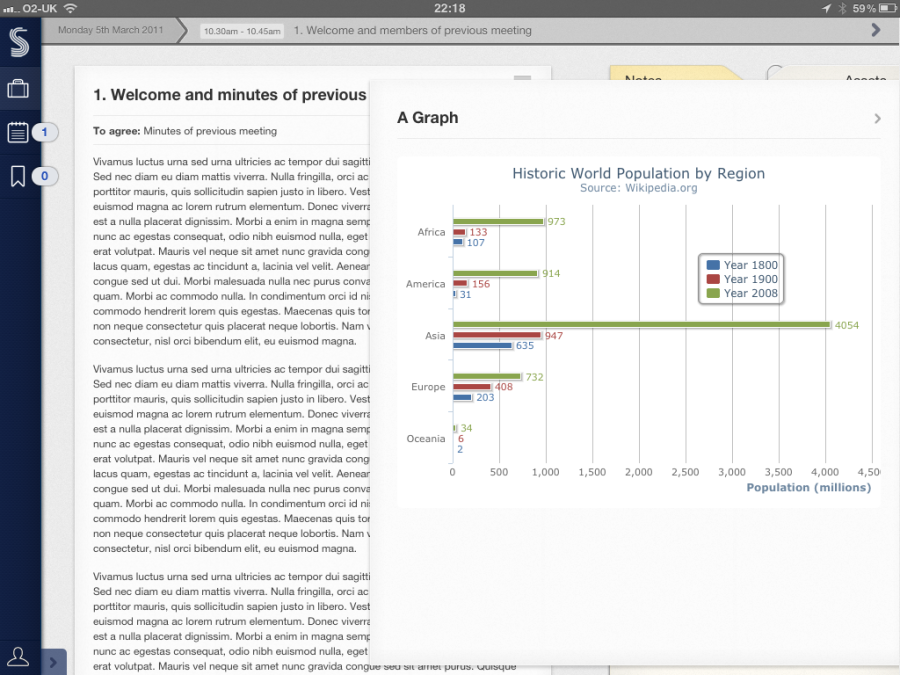 O2-UK
22:18
59%
Monday 5th March 2011
10.30am - 10.45am
1. Welcome and members of previous meeting
1
0
Notes
Assets
1. Welcome and minutes of previous
To agree: Minutes of previous meeting
Vivamus luctus urna sed urna ultricies ac tempor dui sagitti
Sed nec diam eu diam mattis viverra. Nulla fringilla, orci ac
porttitor mauris, quis sollicitudin sapien justo in libero. Vest
euismod magna ac lorem rutrum elementum. Donec viverra
est a nulla placerat dignissim. Morbi a enim in magna semp
nunc ac egestas consequat, odio nibh euismod nulla, eget
erat volutpat. Mauris vel neque sit amet nunc gravida cong
lacus quam, egestas ac tincidunt a, lacinia vel velit. Aenean
congue sed ut dui. Morbi malesuada nulla nec purus conva
quam. Morbi ac commodo nulla. In condimentum orci id ni
commodo hendrerit lorem quis egestas. Maecenas quis tor
non neque consectetur quis placerat neque lobortis. Nam v
consectetur, nisl orci bibendum elit, eu euismod magna.
Vivamus luctus urna sed urna ultricies ac tempor dui sagitti
Sed nec diam eu diam mattis viverra. Nulla fringilla, orci ac
porttitor mauris, quis sollicitudin sapien justo in libero. Vest
euismod magna ac lorem rutrum elementum. Donec viverra
est a nulla placerat dignissim. Morbi a enim in magna semp
nunc ac egestas consequat, odio nibh euismod nulla, eget
erat volutpat. Mauris vel neque sit amet nunc gravida cong
lacus quam, egestas ac tincidunt a, lacinia vel velit. Aenean
congue sed ut dui. Morbi malesuada nulla nec purus conva
quam. Morbi ac commodo nulla. In condimentum orci id ni
commodo hendrerit lorem quis egestas. Maecenas quis tor
non neque consectetur quis placerat neque lobortis. Nam v
consectetur, nisl orci bibendum elit, eu euismod magna.
Vivamus luctus urna sed urna ultricies ac tempor dui sagitti
Sed nec diam eu diam mattis viverra. Nulla fringilla, orci ac
porttitor mauris, quis sollicitudin sapien justo in libero. Vest
euismod magna ac lorem rutrum elementum. Donec viverra
est a nulla placerat dignissim. Morbi a enim in magna semp
nunc ac egestas consequat, odio nibh euismod nulla, eget
erat volutpat. Mauris vel neque sit amet nunc gravida congue sed sit amet purus. Quisque
A Graph
Historic World Population by Region
Source: Wikipedia.org
Africa
973
133
107
America
914
156
31
Year 1800
Year 1900
Year 2008
Asia
4054
947
635
Europe
732
408
203
Oceania
34
6
2
0 500 1,000 1,500 2,000 2,500 3,000 3,500 4,000 4,50
Population (millions)